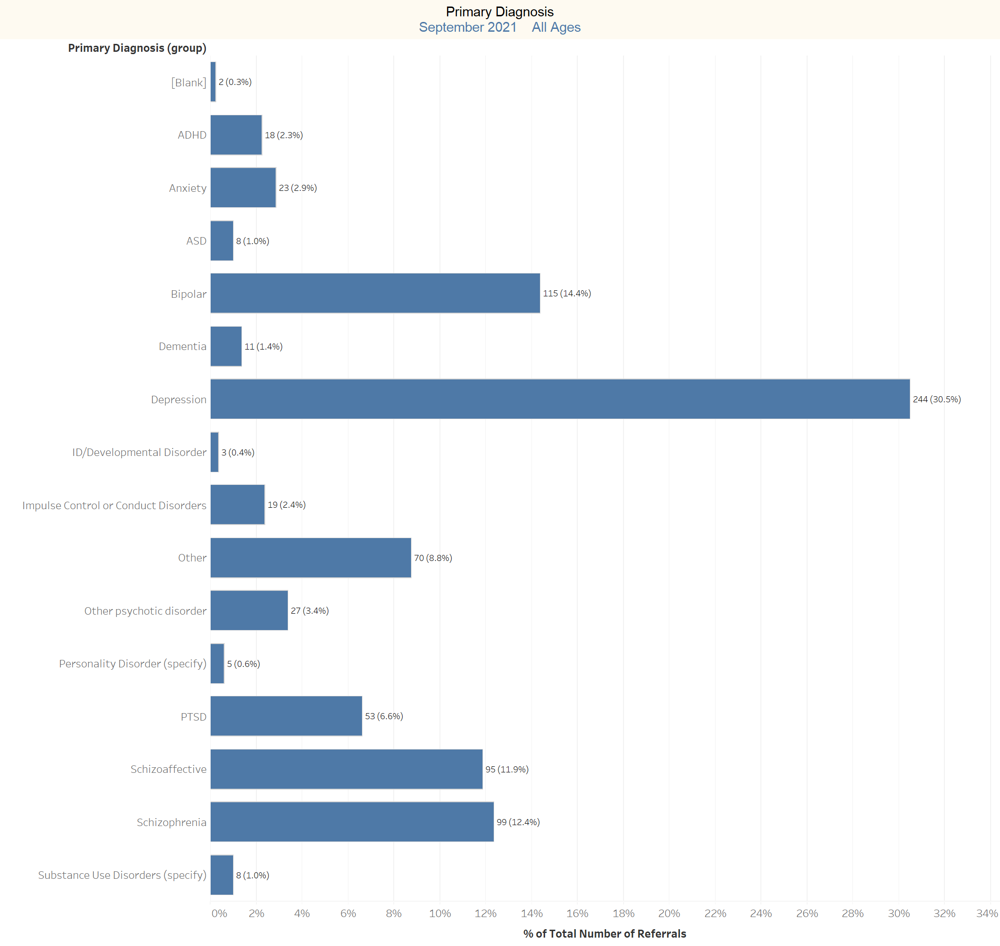 Primary Diagnosis
September 2021 All Ages
Primary Diagnosis (group)
[Blank] 2 (0.3%)
ADHD 18 (2.3%)
Anxiety 23 (2.9%)
ASD 8 (1.0%)
Bipolar 115 (14.4%)
Dementia 11 (1.4%)
Depression 244 (30.5%)
ID/Developmental Disorder 3 (0.4%)
Impulse Control or Conduct Disorders 19 (2.4%)
Other 70 (8.8%)
Other psychotic disorder 27 (3.4%)
Personality Disorder (specify) 5 (0.6%)
PTSD 53 (6.6%)
Schizoaffective 95 (11.9%)
Schizophrenia 99 (12.4%)
Substance Use Disorders (specify) 8 (1.0%)
0% 2% 4% 6% 8% 10% 12% 14% 16% 18% 20% 22% 24% 26% 28% 30% 32% 34%
% of Total Number of Referrals